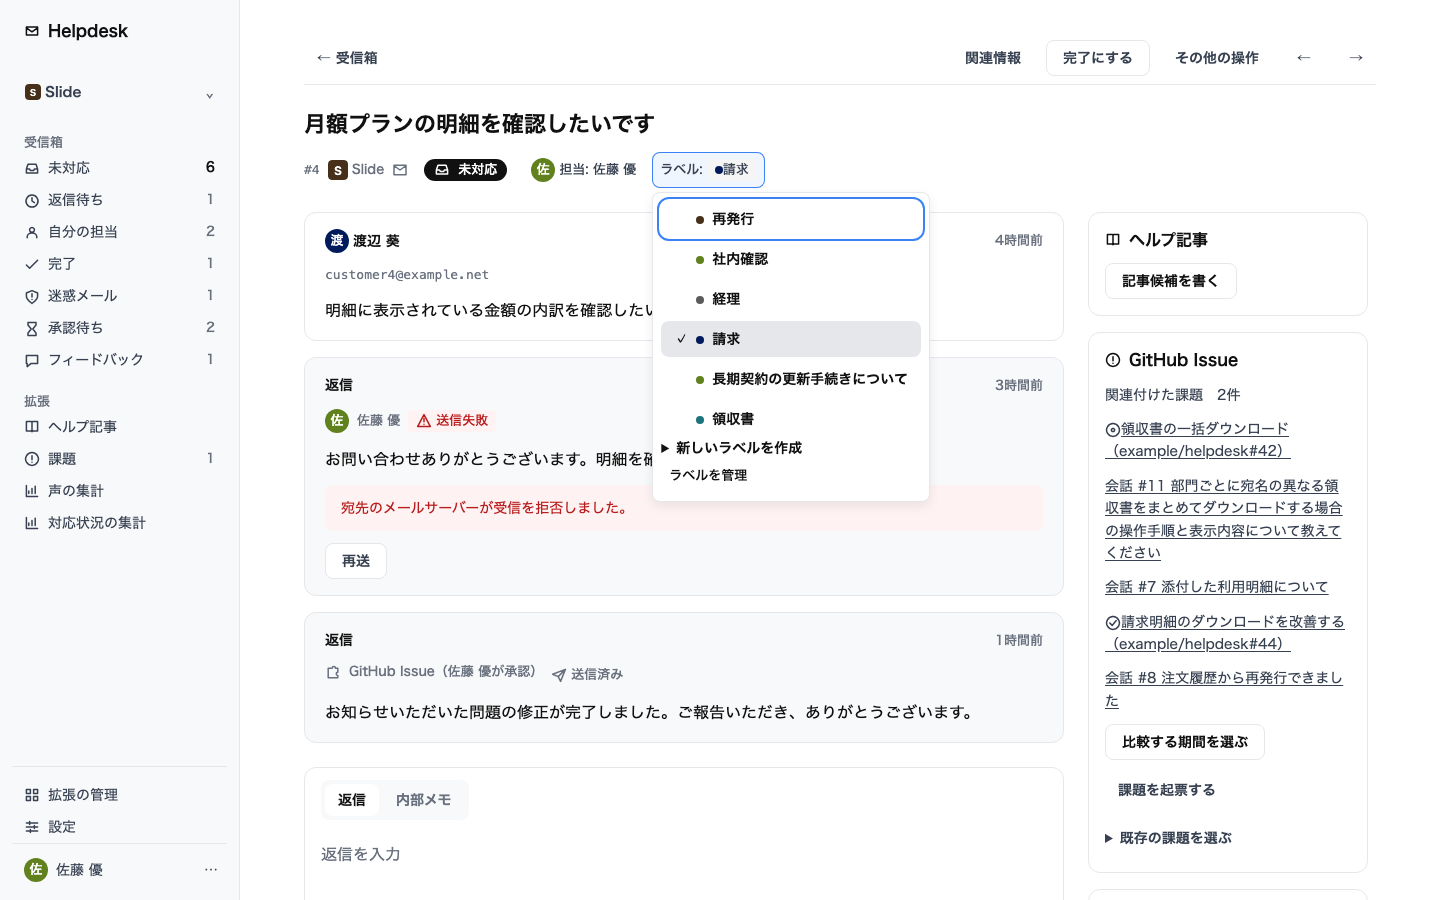 Helpdesk
S Slide
受信箱
未対応 6
返信待ち 1
自分の担当 2
完了 1
迷惑メール 1
承認待ち 2
フィードバック 1
拡張
ヘルプ記事
課題 1
声の集計
対応状況の集計
拡張の管理
設定
佐 佐藤 優 …
← 受信箱
関連情報 完了にする その他の操作 ← →
月額プランの明細を確認したいです
#4 S Slide 未対応 佐 担当: 佐藤 優 ラベル: 請求
再発行
社内確認
経理
✓ 請求
長期契約の更新手続きについて
領収書
▶ 新しいラベルを作成
ラベルを管理
渡 渡辺 葵 4時間前
customer4@example.net
明細に表示されている金額の内訳を確認したい
返信 3時間前
佐 佐藤 優 送信失敗
お問い合わせありがとうございます。明細を確
宛先のメールサーバーが受信を拒否しました。
再送
返信 1時間前
GitHub Issue（佐藤 優が承認） 送信済み
お知らせいただいた問題の修正が完了しました。ご報告いただき、ありがとうございます。
返信 内部メモ
返信を入力
ヘルプ記事
記事候補を書く
GitHub Issue
関連付けた課題 2件
領収書の一括ダウンロード
（example/helpdesk#42）
会話 #11 部門ごとに宛名の異なる領
収書をまとめてダウンロードする場合
の操作手順と表示内容について教えて
ください
会話 #7 添付した利用明細について
請求明細のダウンロードを改善する
（example/helpdesk#44）
会話 #8 注文履歴から再発行できまし
た
比較する期間を選ぶ
課題を起票する
▶ 既存の課題を選ぶ